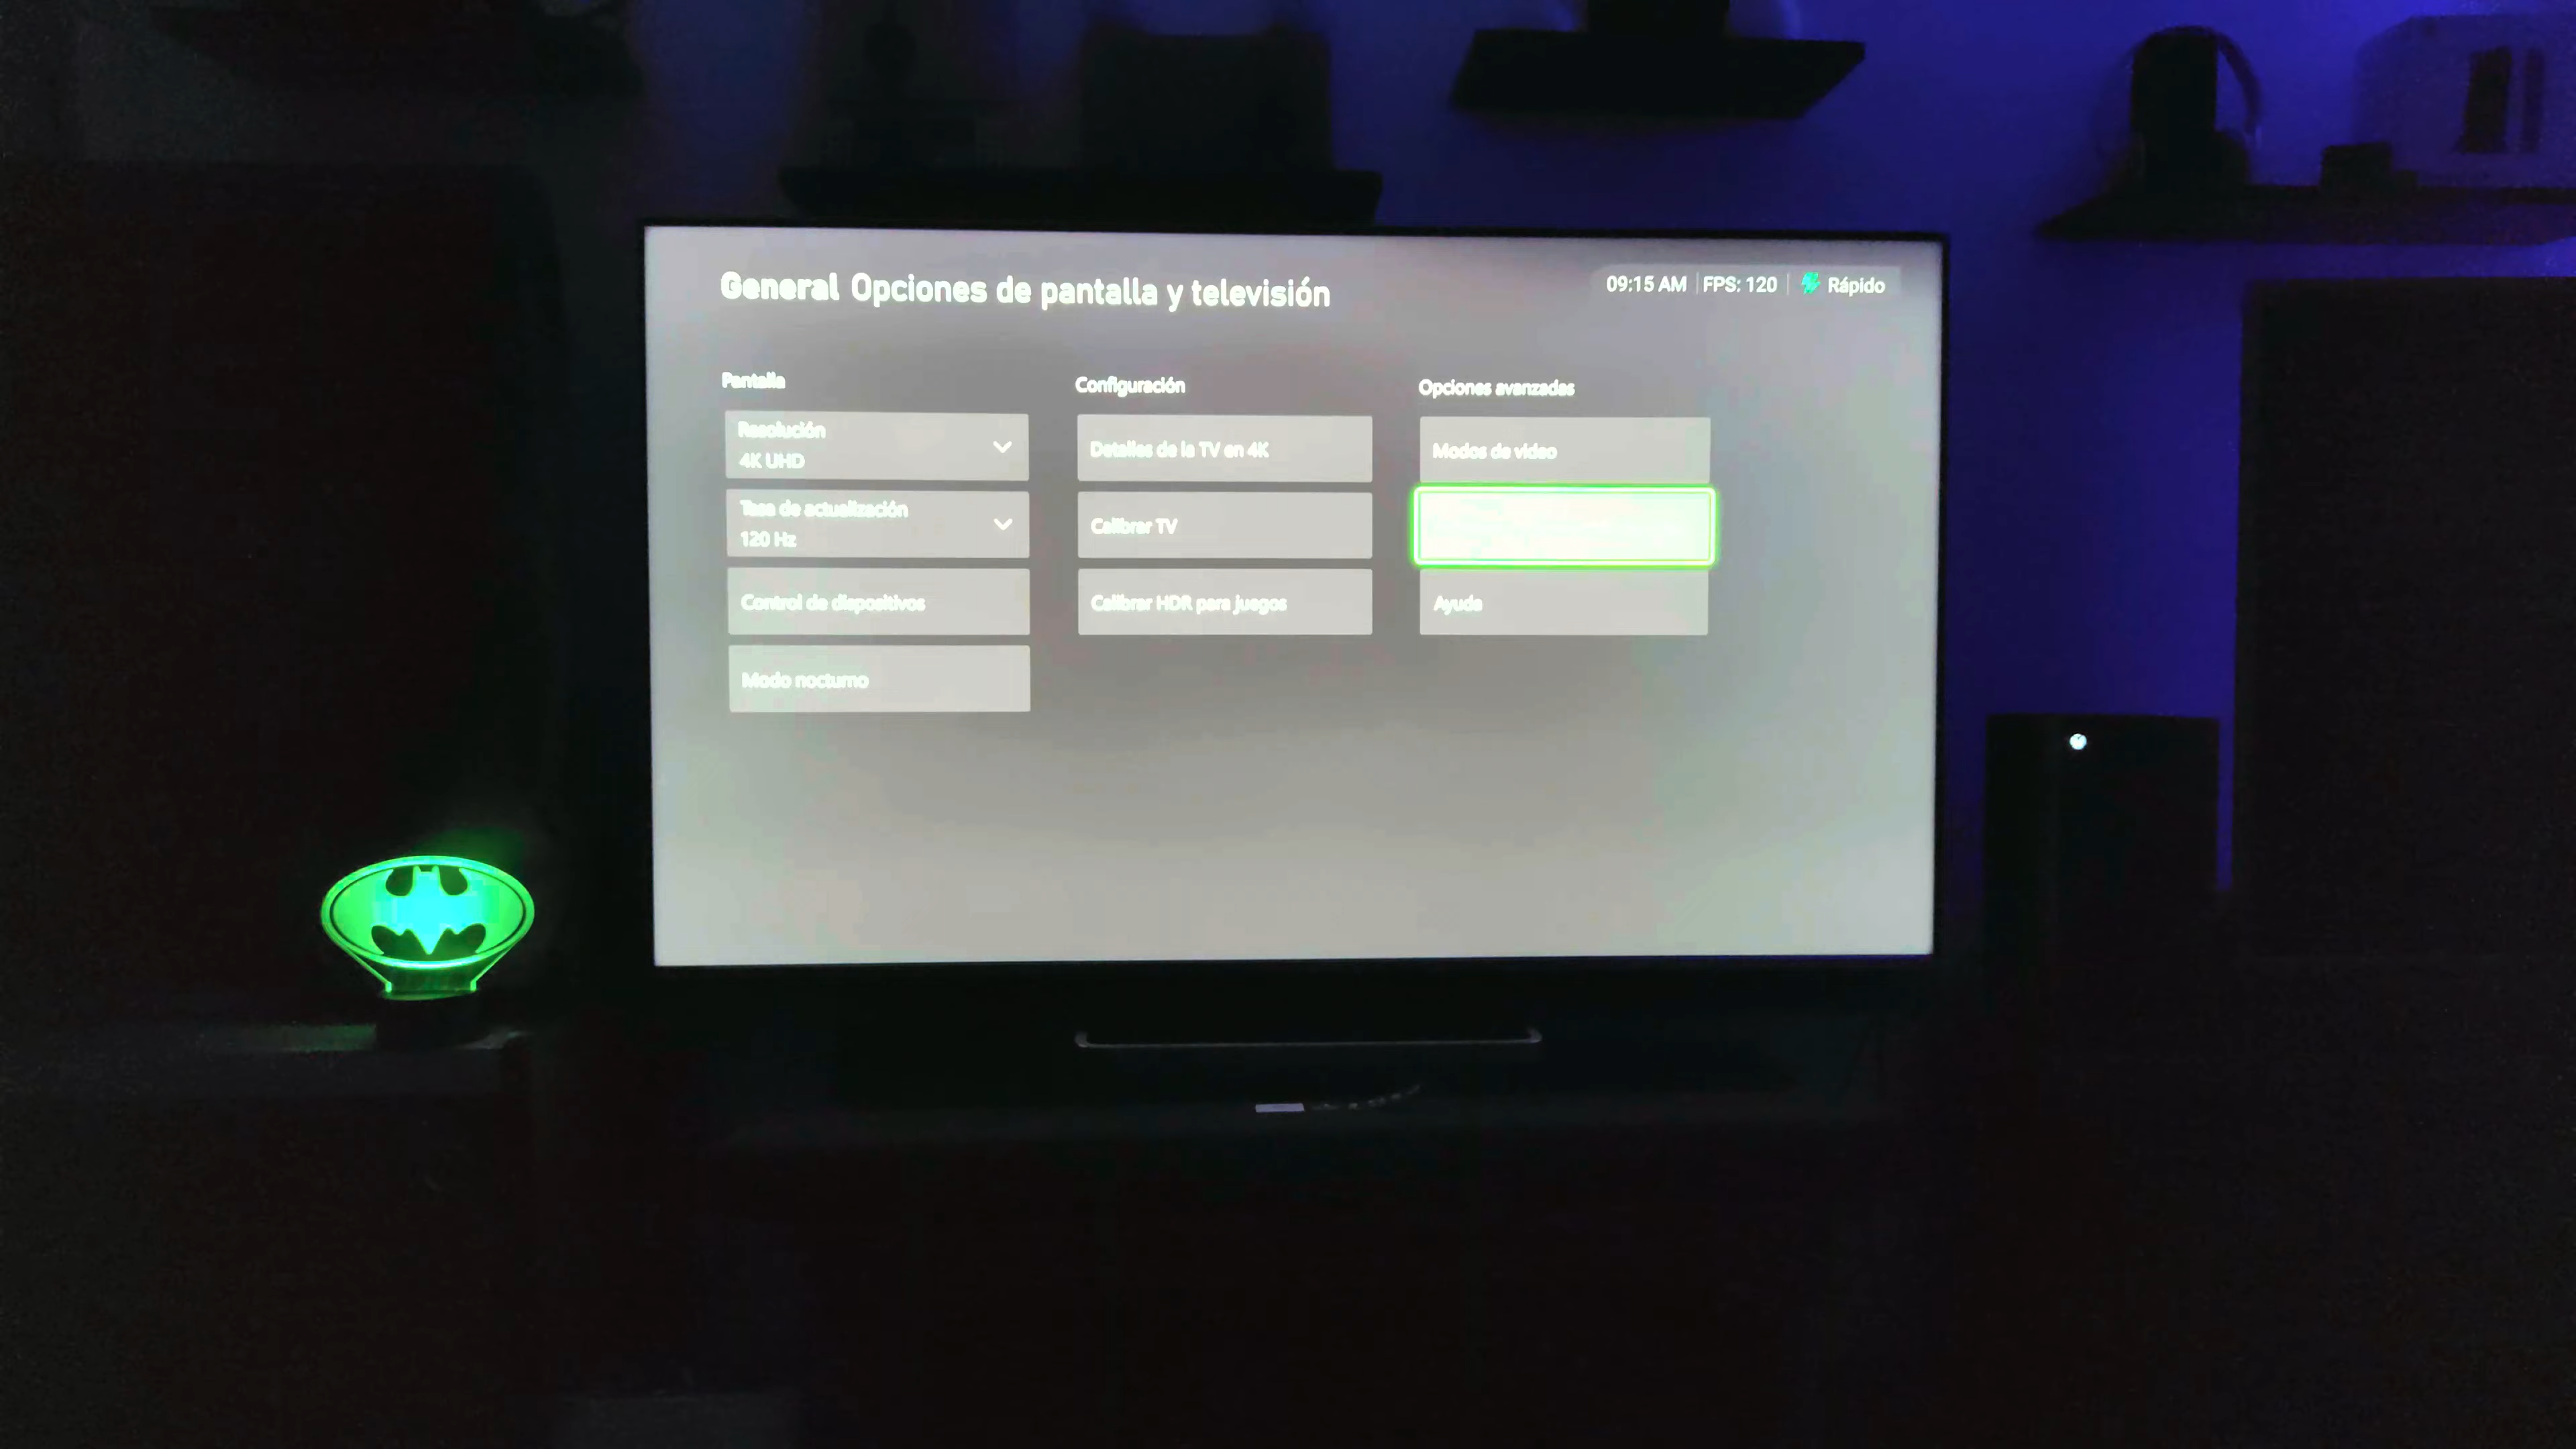 General Opciones de pantalla y televisión
09:15 AM FPS: 120 Rápido
Pantalla
Resolución
4K UHD
Tasa de actualización
120 Hz
Control de dispositivos
Modo nocturno
Configuración
Detalles de la TV en 4K
Calibrar TV
Calibrar HDR para juegos
Opciones avanzadas
Modos de vídeo
Ayuda